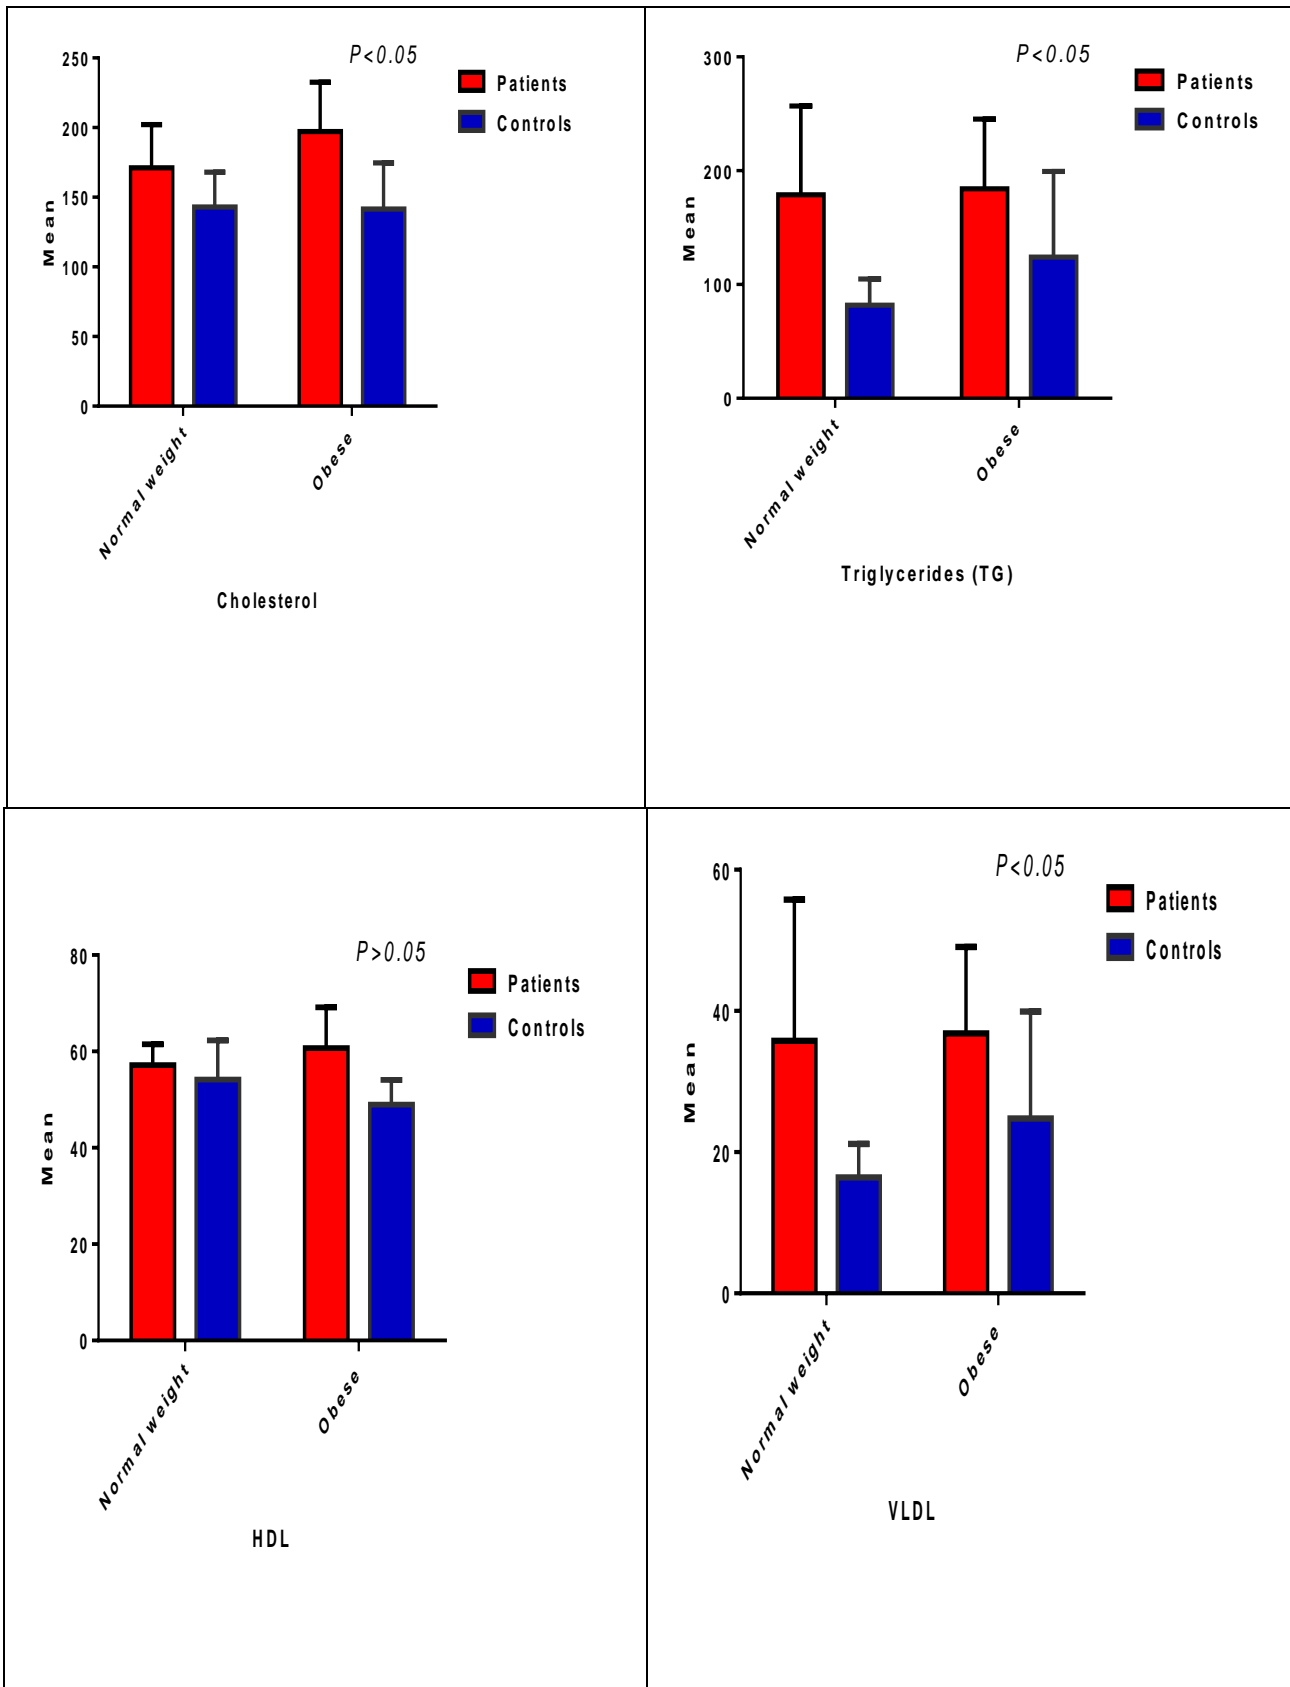 P<0.05
250
200
150
100
50
0
Mean
Patients
Controls
Normal weight
Obese
Cholesterol
P<0.05
300
200
100
0
Mean
Patients
Controls
Normal weight
Obese
Triglycerides (TG)
P>0.05
80
60
40
20
0
Mean
Patients
Controls
Normal weight
Obese
HDL
P<0.05
60
40
20
0
Mean
Patients
Controls
Normal weight
Obese
VLDL